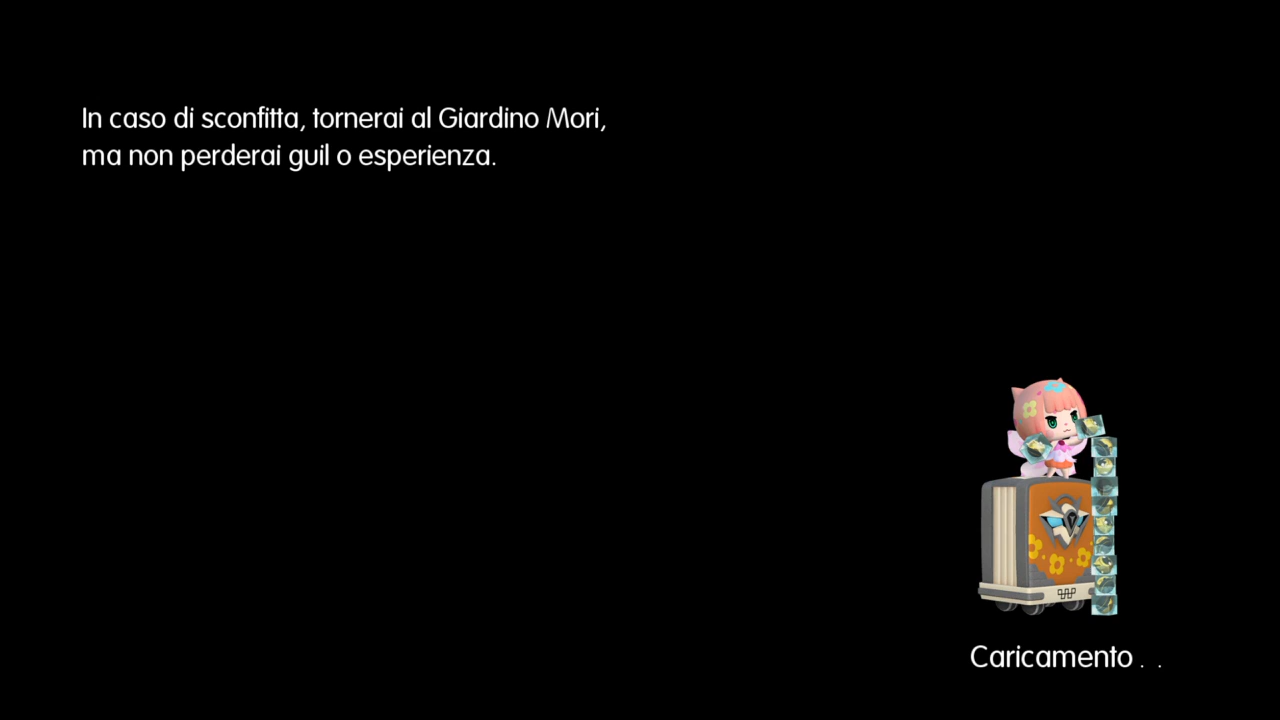 In caso di sconfitta, tornerai al Giardino Mori,
ma non perderai guil o esperienza.
Caricamento . .